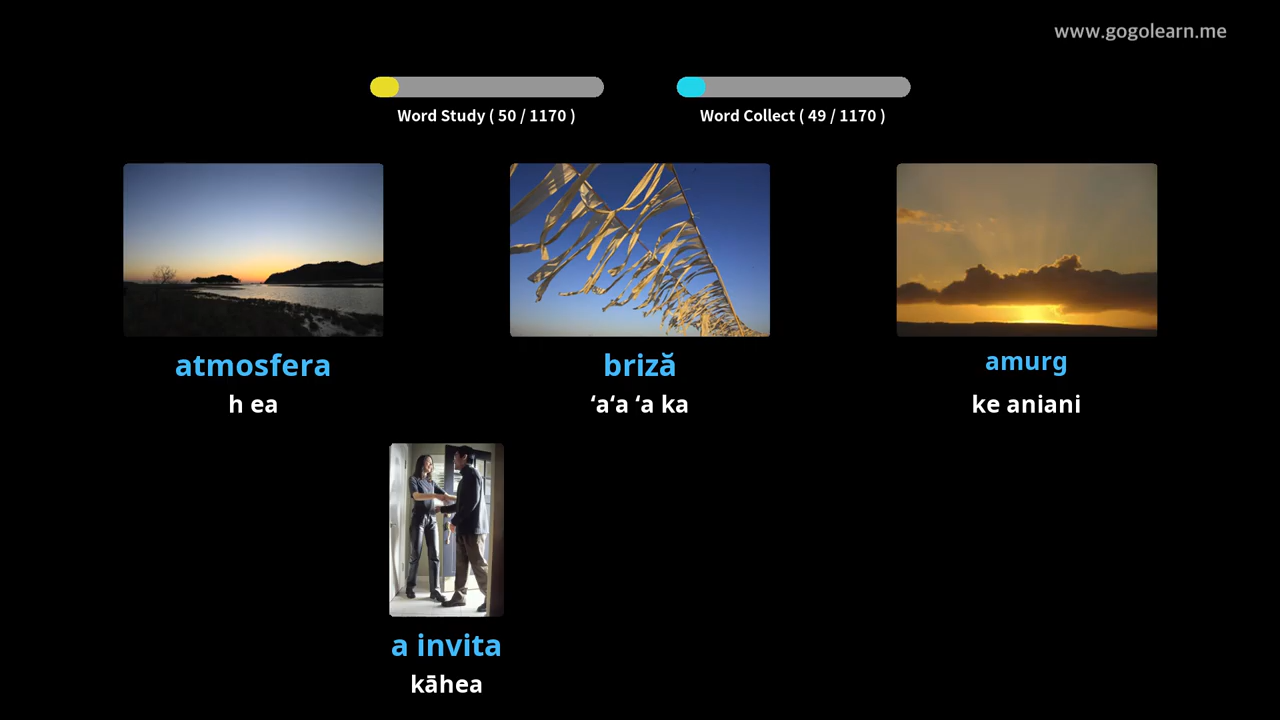 www.gogolearn.me
Word Study ( 50 / 1170 )
Word Collect ( 49 / 1170 )
atmosfera
briză
amurg
h ea
ʻaʻa ʻa ka
ke aniani
a invita
kāhea